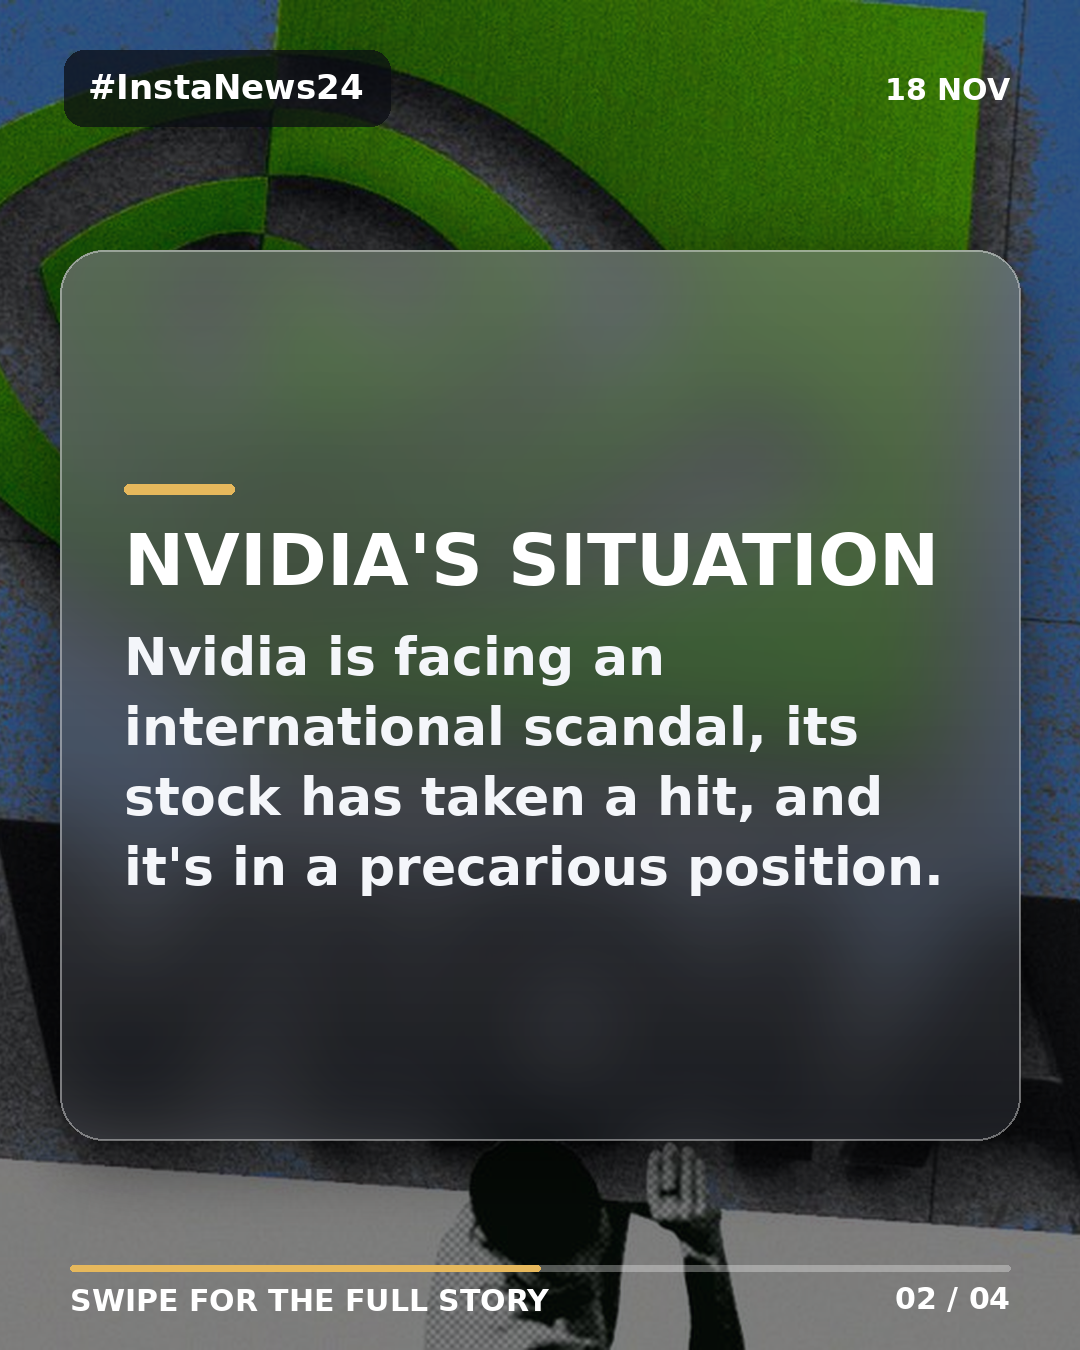 #InstaNews24
18 NOV
NVIDIA'S SITUATION
Nvidia is facing an
international scandal, its
stock has taken a hit, and
it's in a precarious position.
SWIPE FOR THE FULL STORY
02 / 04